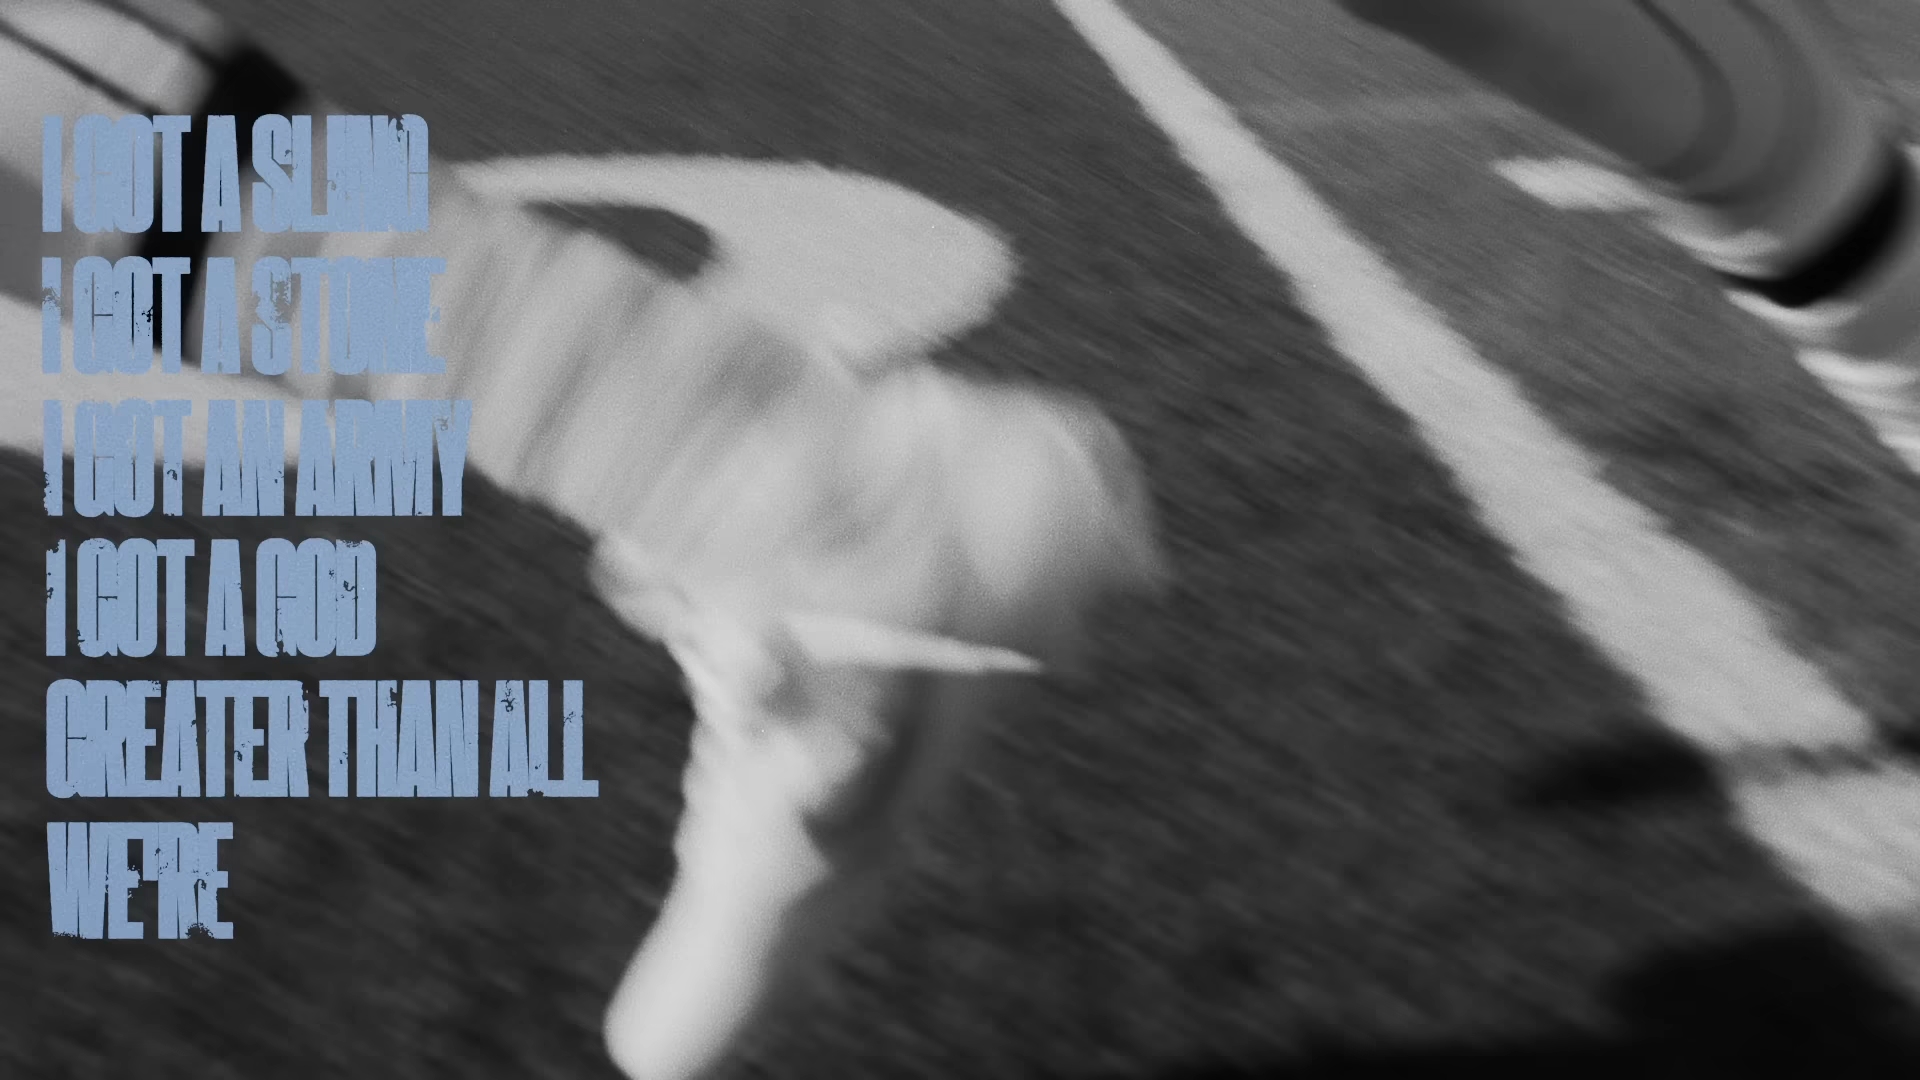 I GOT A SLING
I GOT A STONE
I GOT AN ARMY
I GOT A GOD
GREATER THAN ALL
WE'RE